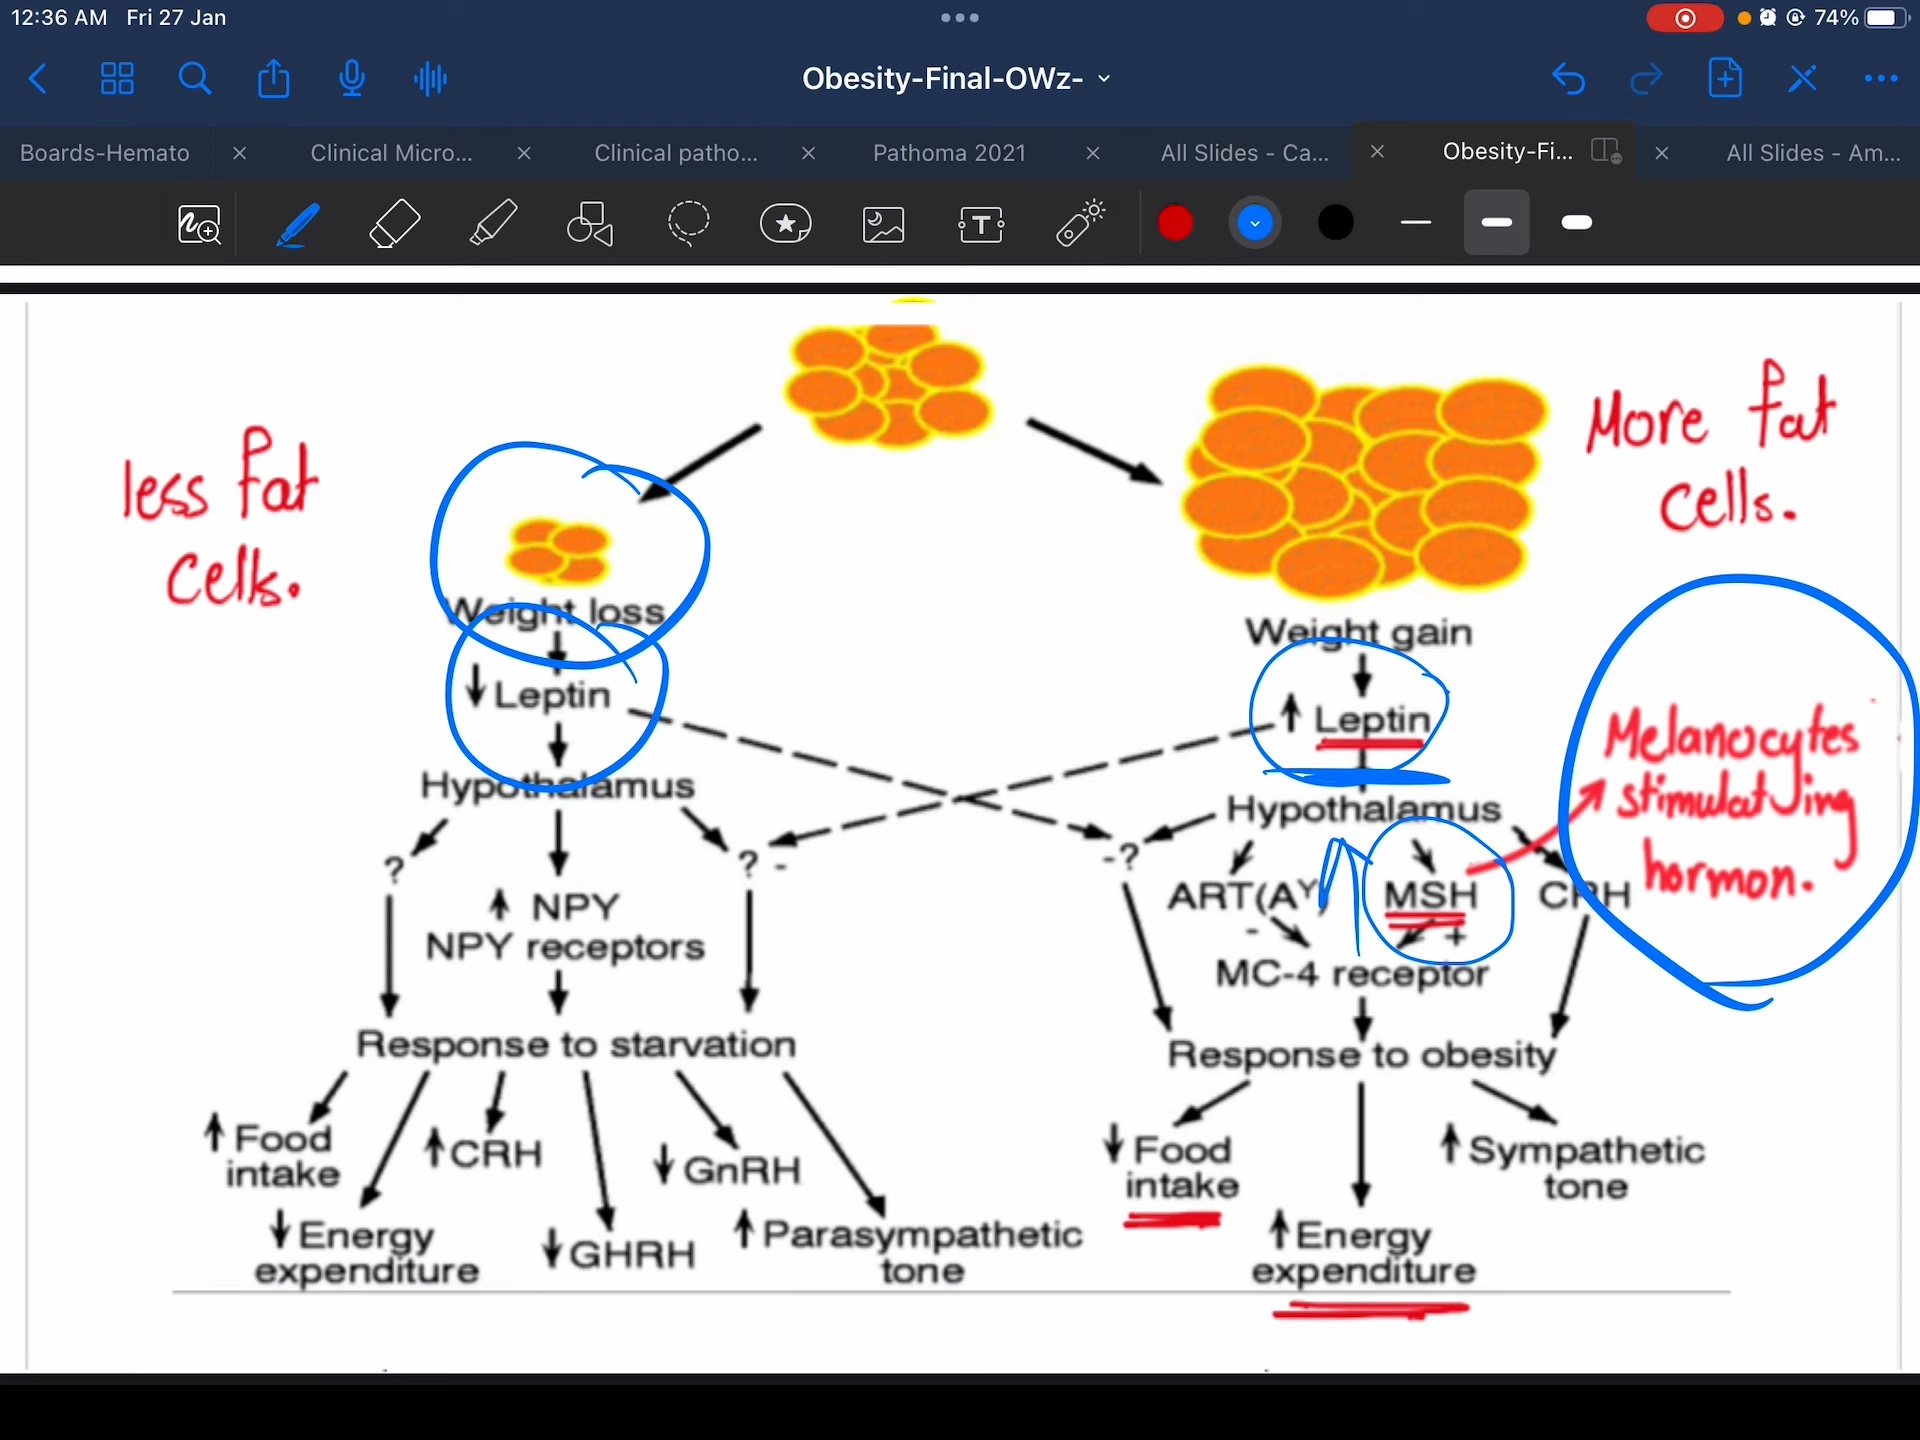 12:36 AM Fri 27 Jan
74%
Obesity-Final-OWz-
Boards-Hemato
Clinical Micro...
Clinical patho...
Pathoma 2021
All Slides - Ca...
Obesity-Fi...
All Slides - Am...
less fat
cells.
More fat
cells.
Weight loss
↓ Leptin
Hypothalamus
?
? -
↑ NPY
NPY receptors
Response to starvation
↑ Food
intake
↑ CRH
↓ GnRH
↓ Energy
expenditure
↓ GHRH
↑ Parasympathetic
tone
Weight gain
↑ Leptin
Hypothalamus
-?
ART(Aʸ)
MSH
CRH
- +
MC-4 receptor
Melanocytes
stimulating
hormon.
Response to obesity
↓ Food
intake
↑ Sympathetic
tone
↑ Energy
expenditure